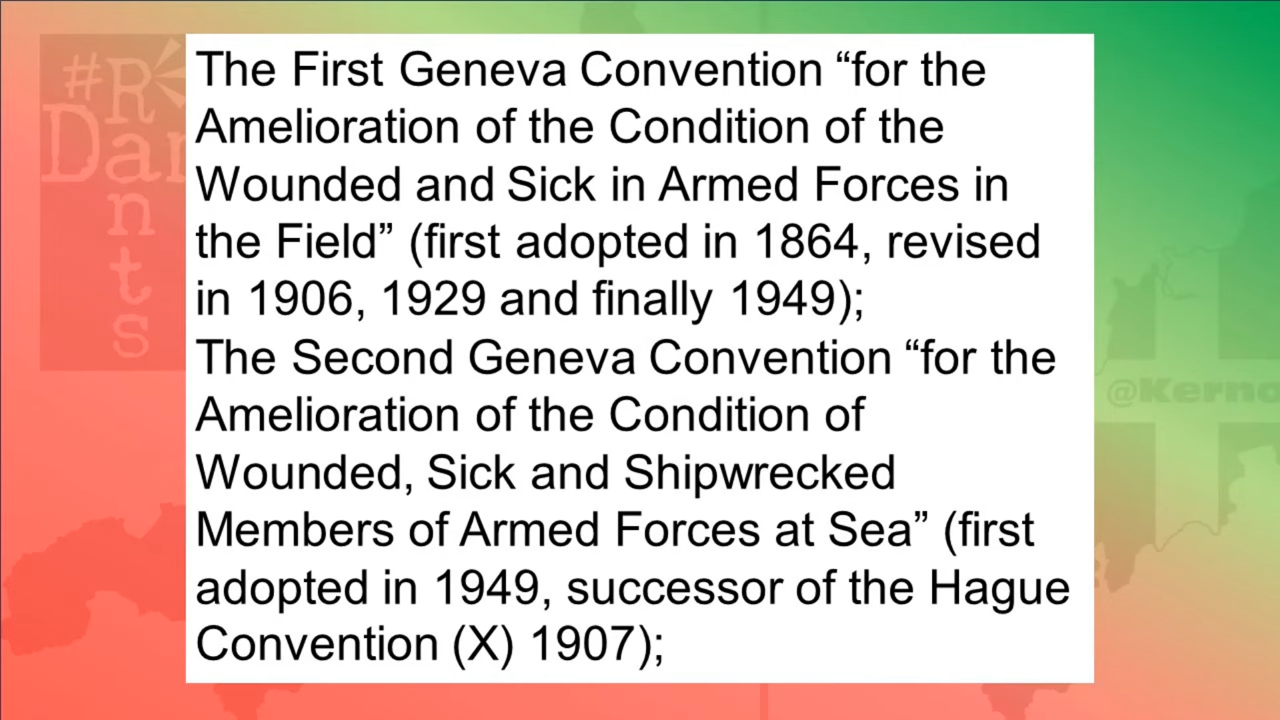 #R
Dan
n
t
s
The First Geneva Convention “for the
Amelioration of the Condition of the
Wounded and Sick in Armed Forces in
the Field” (first adopted in 1864, revised
in 1906, 1929 and finally 1949);
The Second Geneva Convention “for the
Amelioration of the Condition of
Wounded, Sick and Shipwrecked
Members of Armed Forces at Sea” (first
adopted in 1949, successor of the Hague
Convention (X) 1907);
@Kerno